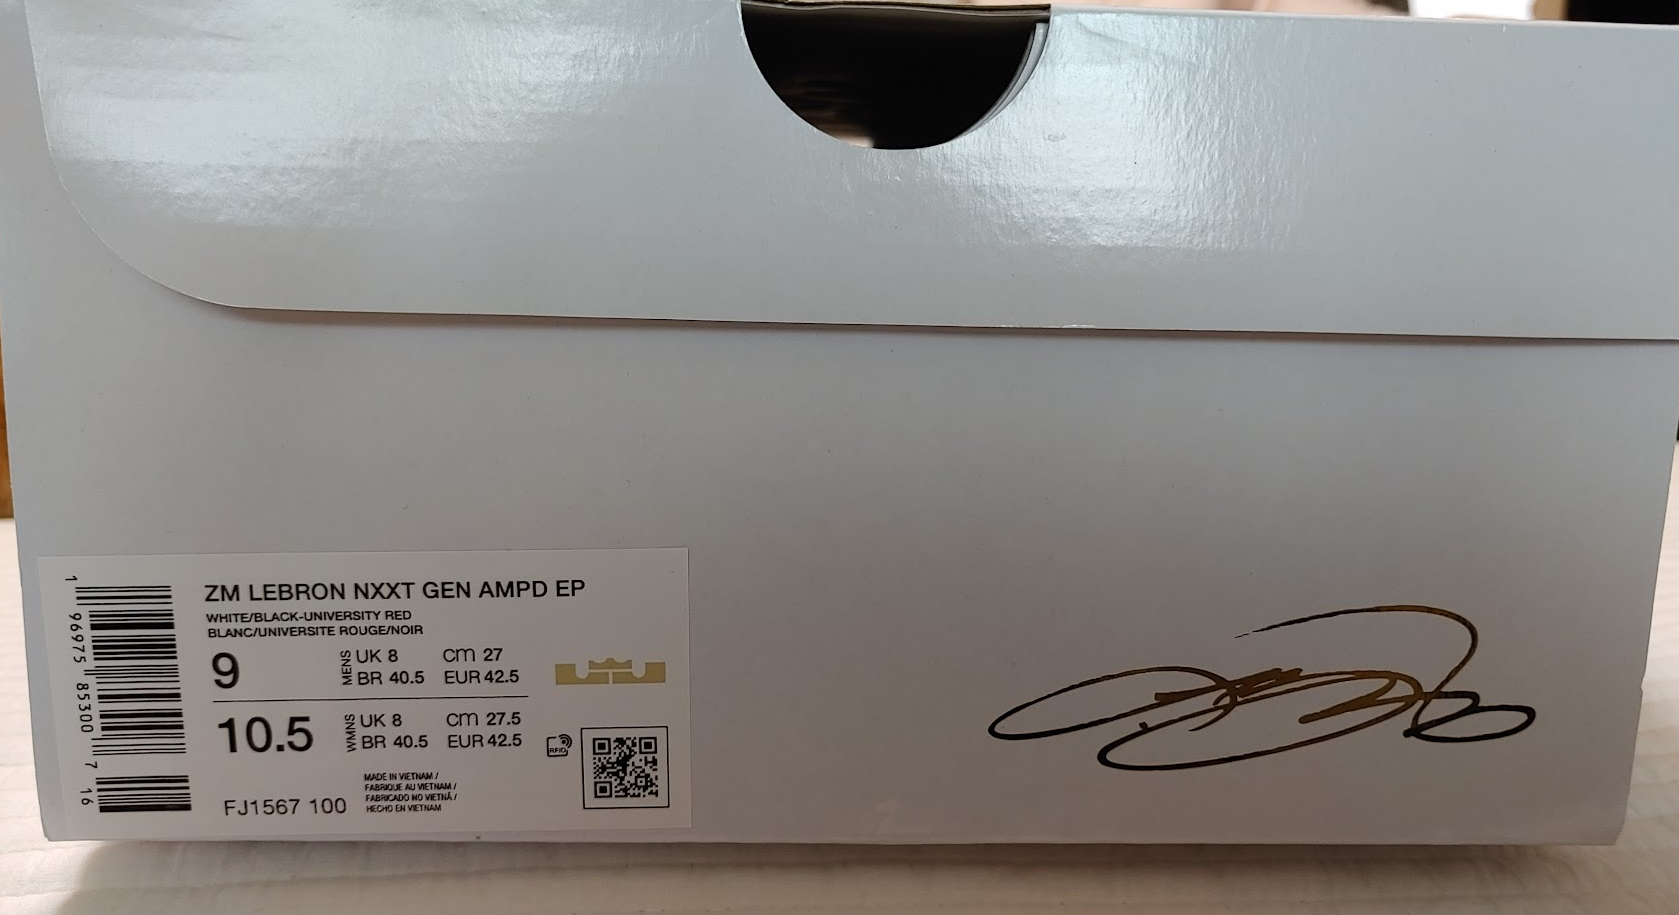 ZM LEBRON NXXT GEN AMPD EP
WHITE/BLACK-UNIVERSITY RED
BLANC/UNIVERSITE ROUGE/NOIR
9 MENS UK 8 CM 27
BR 40.5 EUR 42.5
10.5 WMNS UK 8 CM 27.5
BR 40.5 EUR 42.5
RFID
FJ1567 100
MADE IN VIETNAM /
FABRIQUE AU VIETNAM /
FABRICADO NO VIETNÃ /
HECHO EN VIETNAM
1 96975 85300 7 16